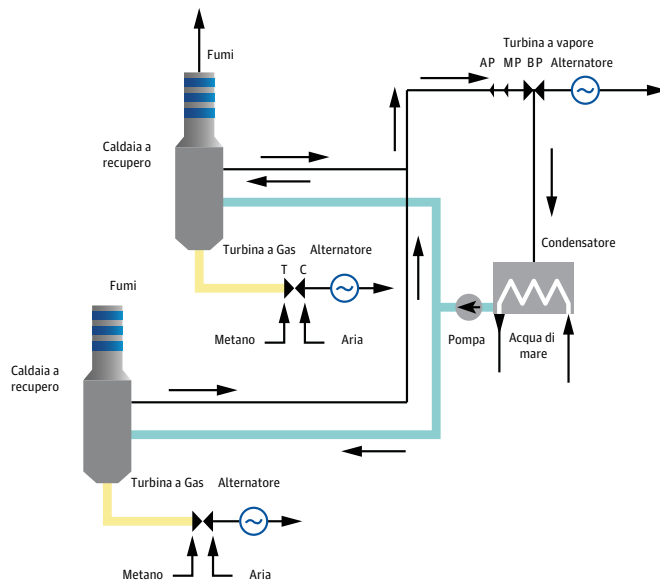 Turbina a vapore
AP MP BP Alternatore
Fumi
Caldaia a
recupero
Turbina a Gas Alternatore
T C
Condensatore
Metano Aria
Pompa
Acqua di
mare
Fumi
Caldaia a
recupero
Turbina a Gas Alternatore
Metano Aria